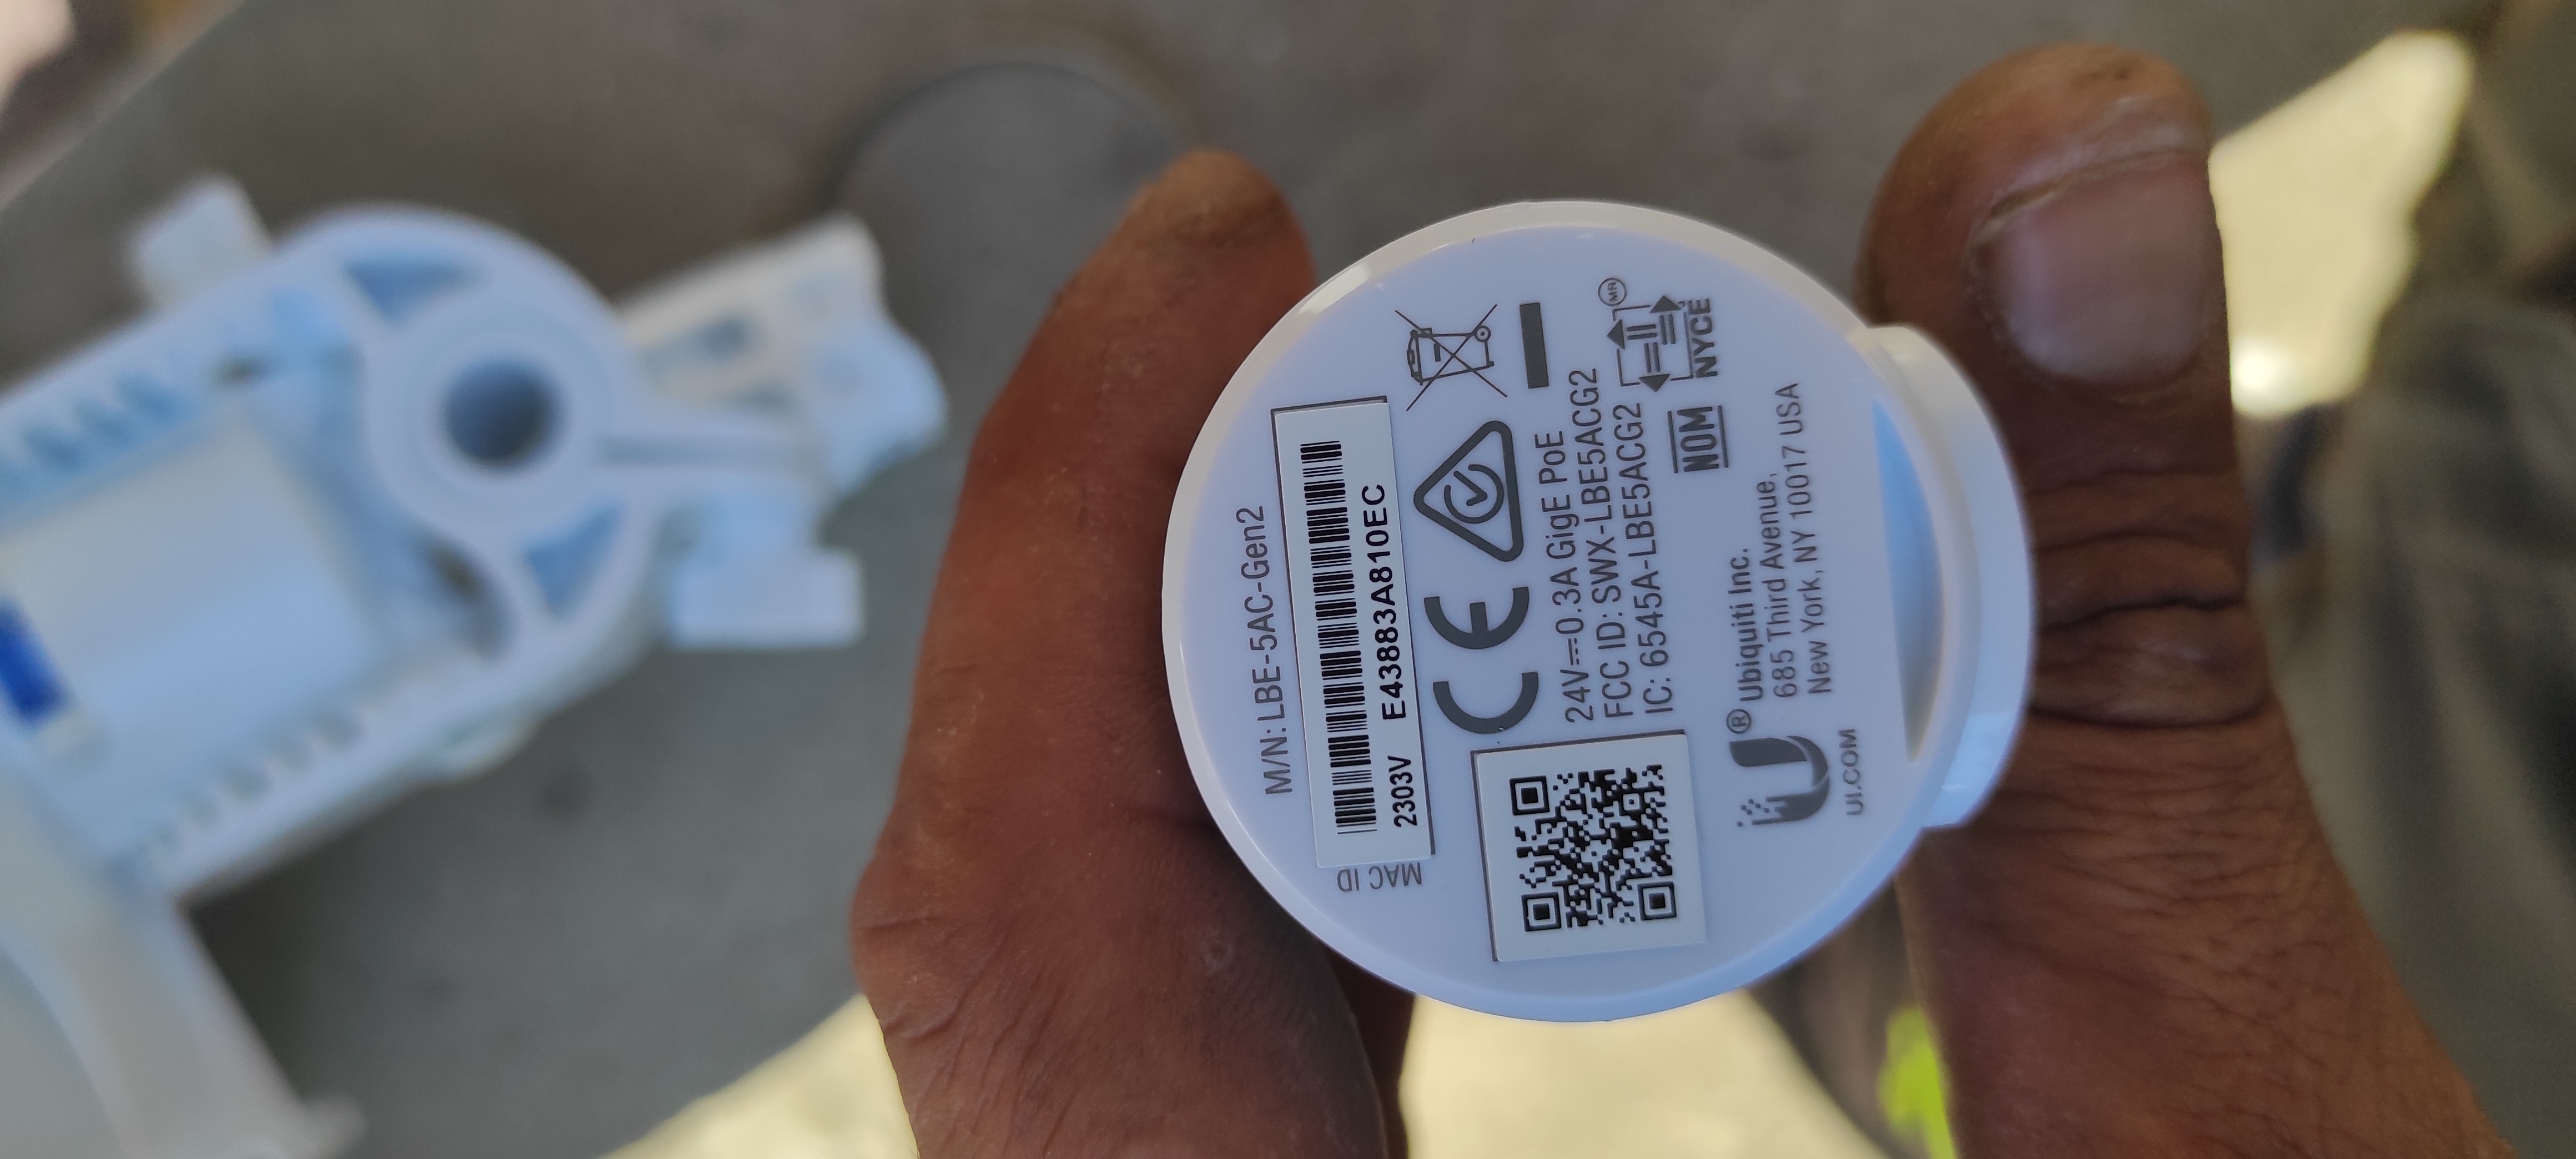 M/N: LBE-5AC-Gen2
MAC ID
2303V E43883A810EC
24V⎓0.3A GigE PoE
FCC ID: SWX-LBE5ACG2
IC: 6545A-LBE5ACG2
NOM
NYCE
MR
U® Ubiquiti Inc.
685 Third Avenue,
New York, NY 10017 USA
UI.COM